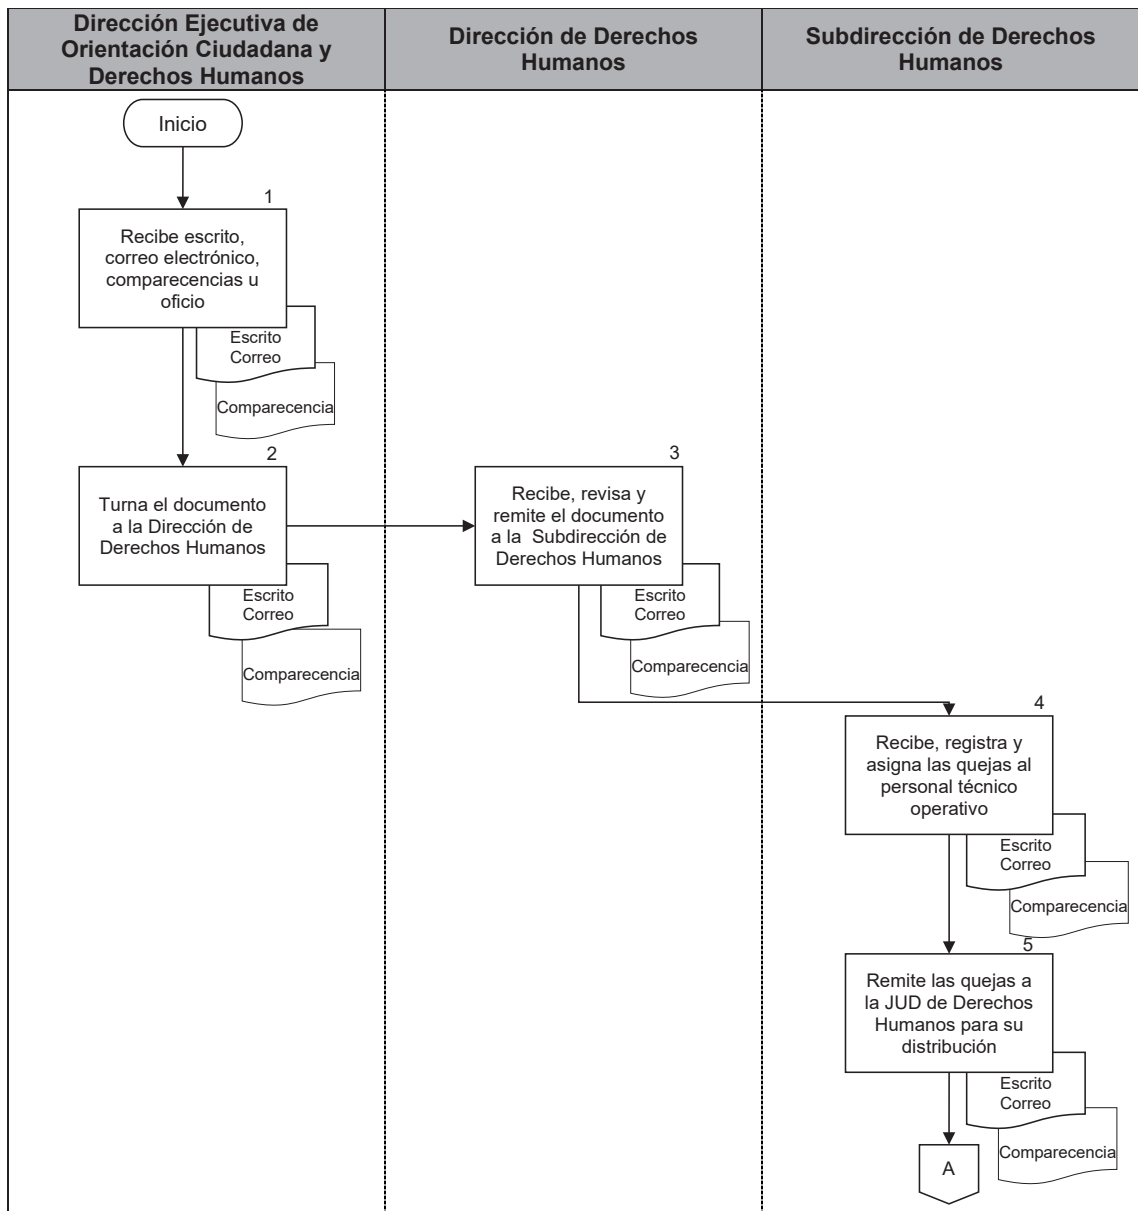 Dirección Ejecutiva de
Orientación Ciudadana y
Derechos Humanos
Dirección de Derechos
Humanos
Subdirección de Derechos
Humanos
Inicio
1
Recibe escrito,
correo electrónico,
comparecencias u
oficio
Escrito
Correo
Comparecencia
2
Turna el documento
a la Dirección de
Derechos Humanos
Escrito
Correo
Comparecencia
3
Recibe, revisa y
remite el documento
a la Subdirección de
Derechos Humanos
Escrito
Correo
Comparecencia
4
Recibe, registra y
asigna las quejas al
personal técnico
operativo
Escrito
Correo
Comparecencia
5
Remite las quejas a
la JUD de Derechos
Humanos para su
distribución
Escrito
Correo
Comparecencia
A